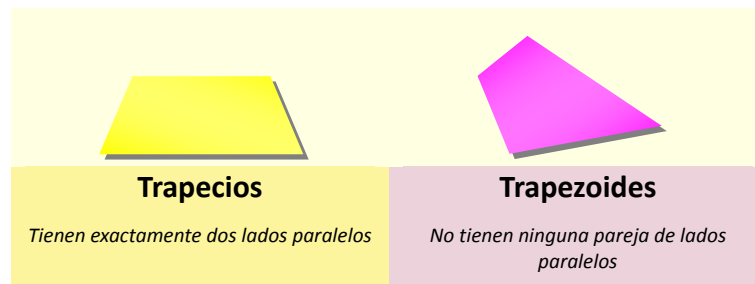 Trapecios
Tienen exactamente dos lados paralelos
Trapezoides
No tienen ninguna pareja de lados
paralelos